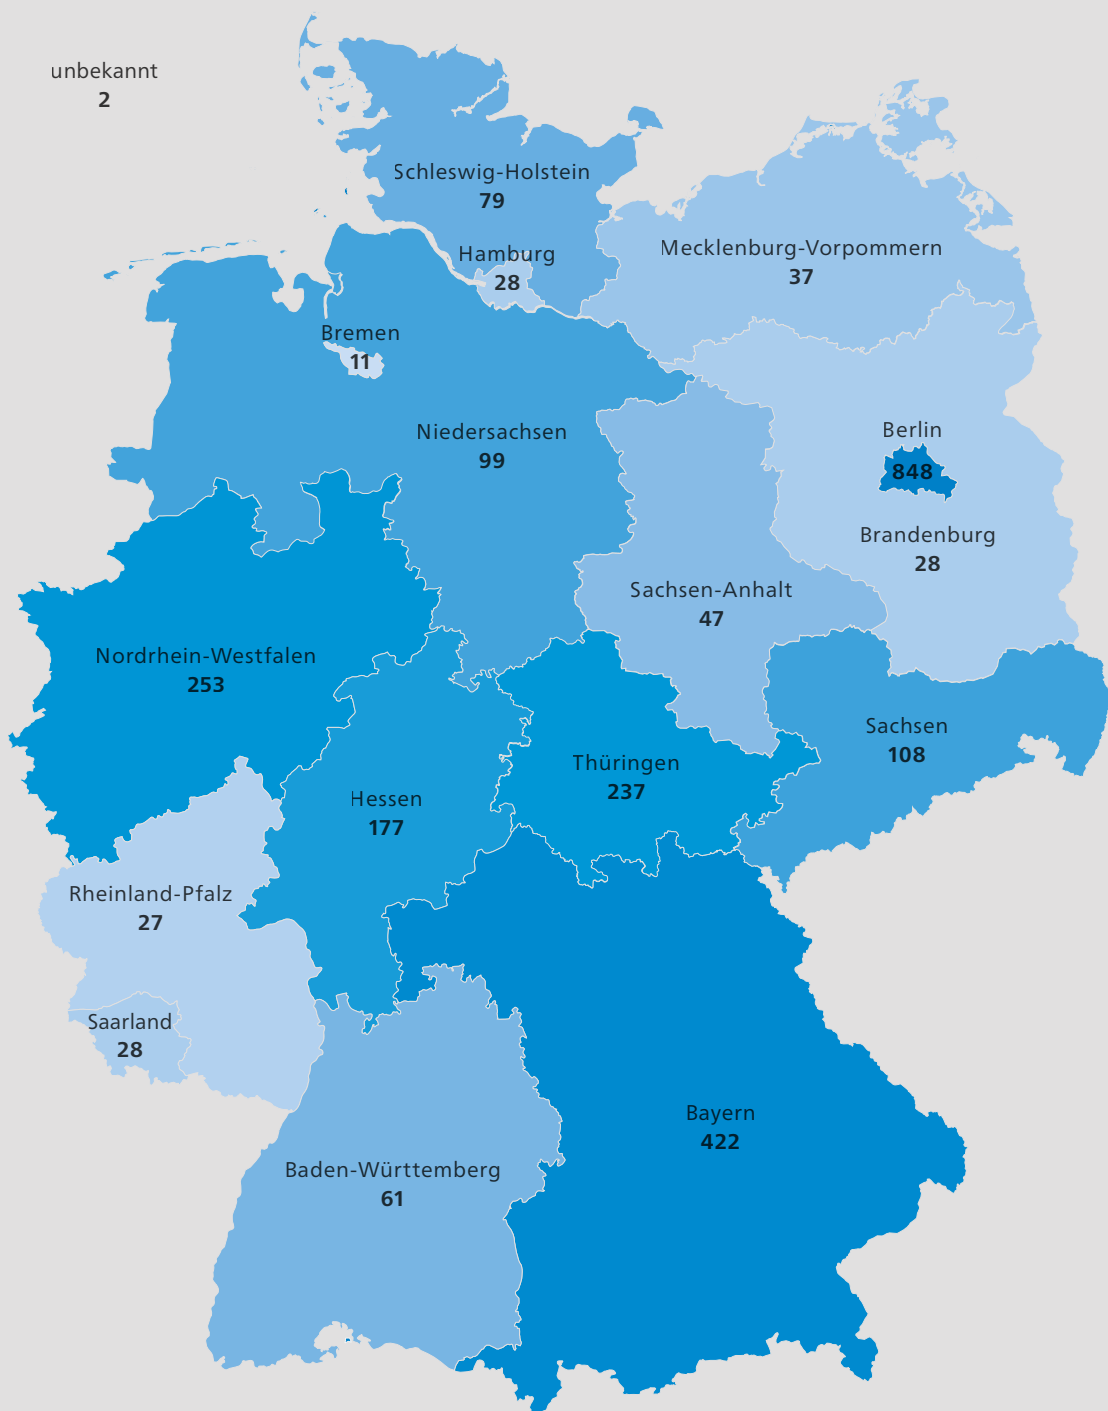 unbekannt
2
Schleswig-Holstein
79
Hamburg
28
Mecklenburg-Vorpommern
37
Bremen
11
Niedersachsen
99
Berlin
848
Brandenburg
28
Sachsen-Anhalt
47
Nordrhein-Westfalen
253
Sachsen
108
Thüringen
237
Hessen
177
Rheinland-Pfalz
27
Saarland
28
Bayern
422
Baden-Württemberg
61